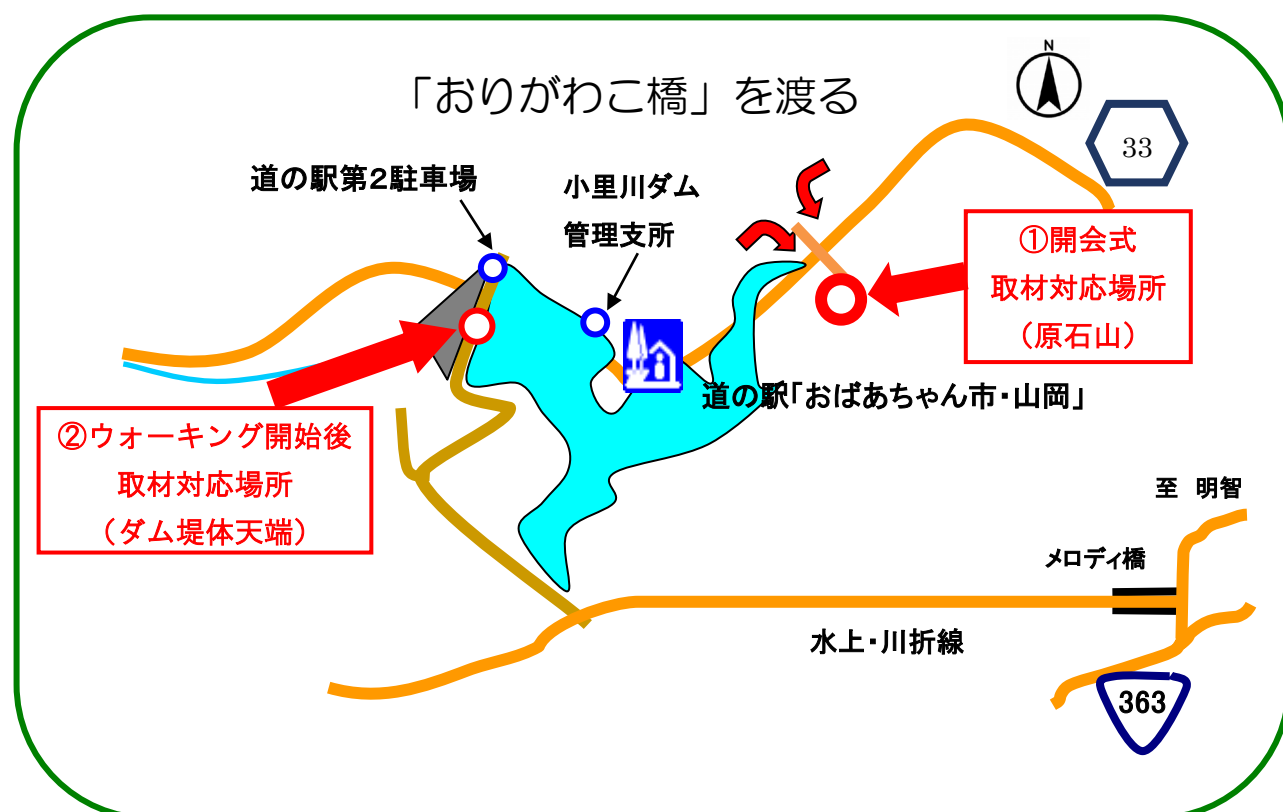 「おりがわこ橋」を渡る
N
33
道の駅第2駐車場
小里川ダム
管理支所
①開会式
取材対応場所
（原石山）
道の駅「おばあちゃん市・山岡」
②ウォーキング開始後
取材対応場所
（ダム堤体天端）
至 明智
メロディ橋
水上・川折線
363